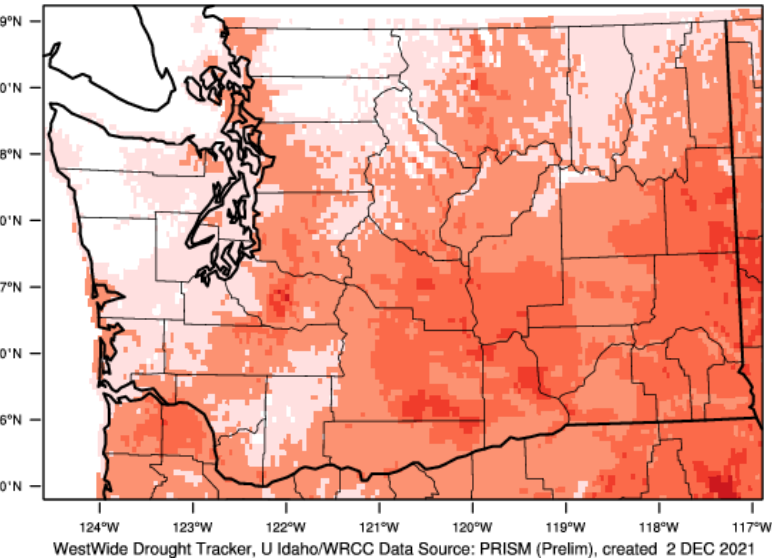 9°N
0'N
8°N
0'N
7°N
0'N
6°N
0'N
124°W 123°W 122°W 121°W 120°W 119°W 118°W 117°W
WestWide Drought Tracker, U Idaho/WRCC Data Source: PRISM (Prelim), created 2 DEC 2021